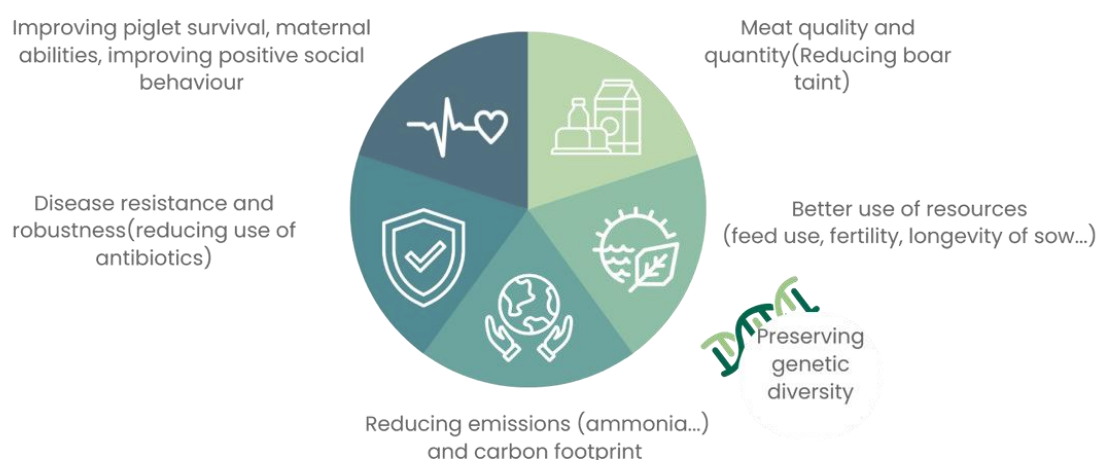 Improving piglet survival, maternal
abilities, improving positive social
behaviour
Meat quality and
quantity(Reducing boar
taint)
Disease resistance and
robustness(reducing use of
antibiotics)
Better use of resources
(feed use, fertility, longevity of sow...)
Preserving
genetic
diversity
Reducing emissions (ammonia...)
and carbon footprint